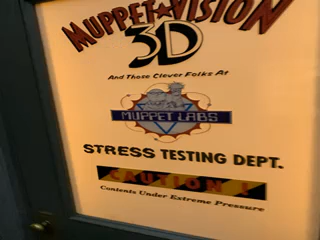 MUPPET★VISION
3D
And Those Clever Folks At
MUPPET LABS
STRESS TESTING DEPT.
CAUTION!
Contents Under Extreme Pressure